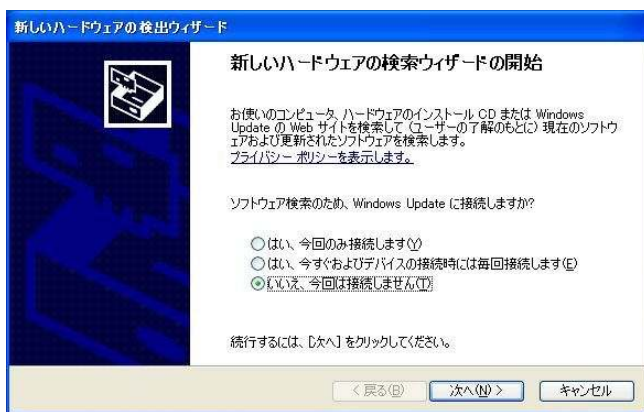 新しいハードウェアの検出ウィザード
新しいハードウェアの検索ウィザードの開始
お使いのコンピュータ、ハードウェアのインストール CD または Windows
Update の Web サイトを検索して (ユーザーの了解のもとに) 現在のソフトウ
ェアおよび更新されたソフトウェアを検索します。
プライバシー ポリシーを表示します。
ソフトウェア検索のため、Windows Update に接続しますか?
はい、今回のみ接続します(Y)
はい、今すぐおよびデバイスの接続時には毎回接続します(E)
いいえ、今回は接続しません(T)
続行するには、[次へ] をクリックしてください。
< 戻る(B) 次へ(N) > キャンセル